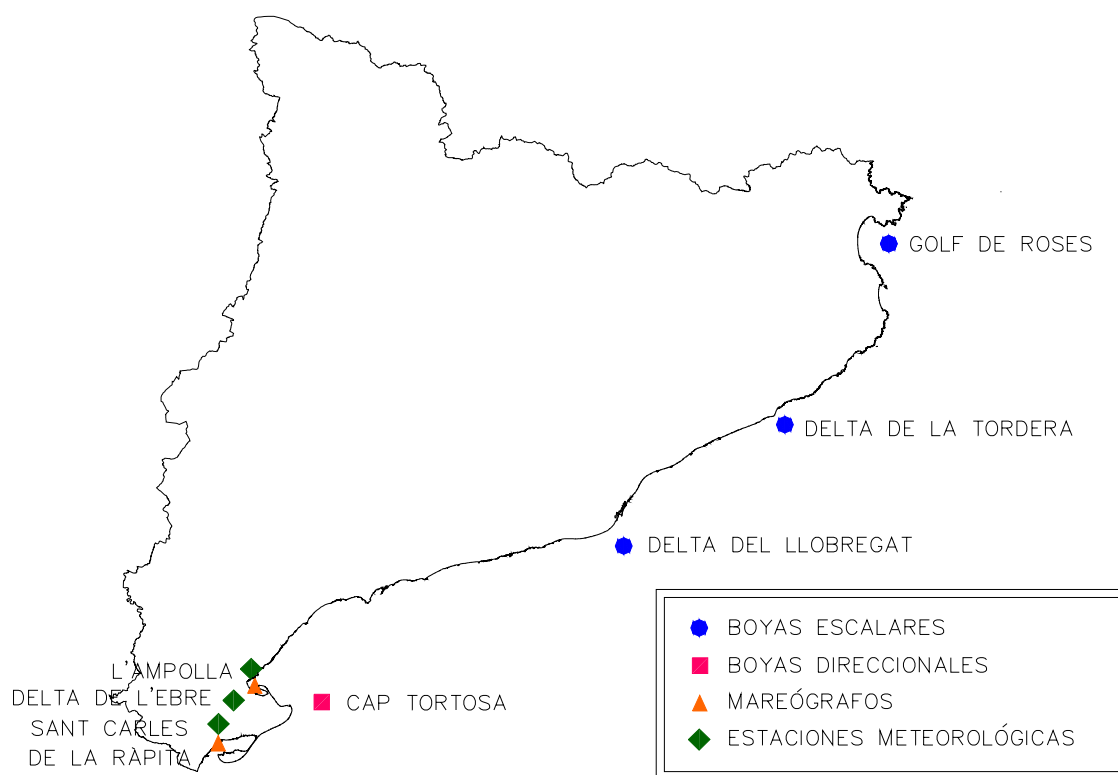 GOLF DE ROSES
DELTA DE LA TORDERA
DELTA DEL LLOBREGAT
L'AMPOLLA
DELTA DE L'EBRE
SANT CARLES
DE LA RÀPITA
CAP TORTOSA
BOYAS ESCALARES
BOYAS DIRECCIONALES
MAREÓGRAFOS
ESTACIONES METEOROLÓGICAS